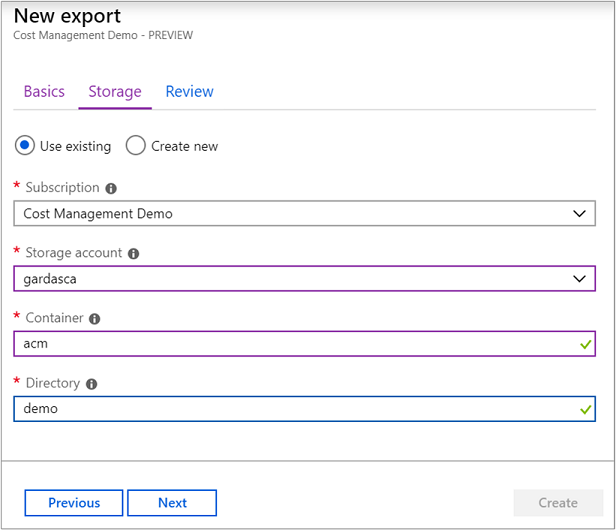 New export
Cost Management Demo - PREVIEW
Basics Storage Review
Use existing Create new
* Subscription
Cost Management Demo
* Storage account
gardasca
* Container
acm
* Directory
demo
Previous Next Create